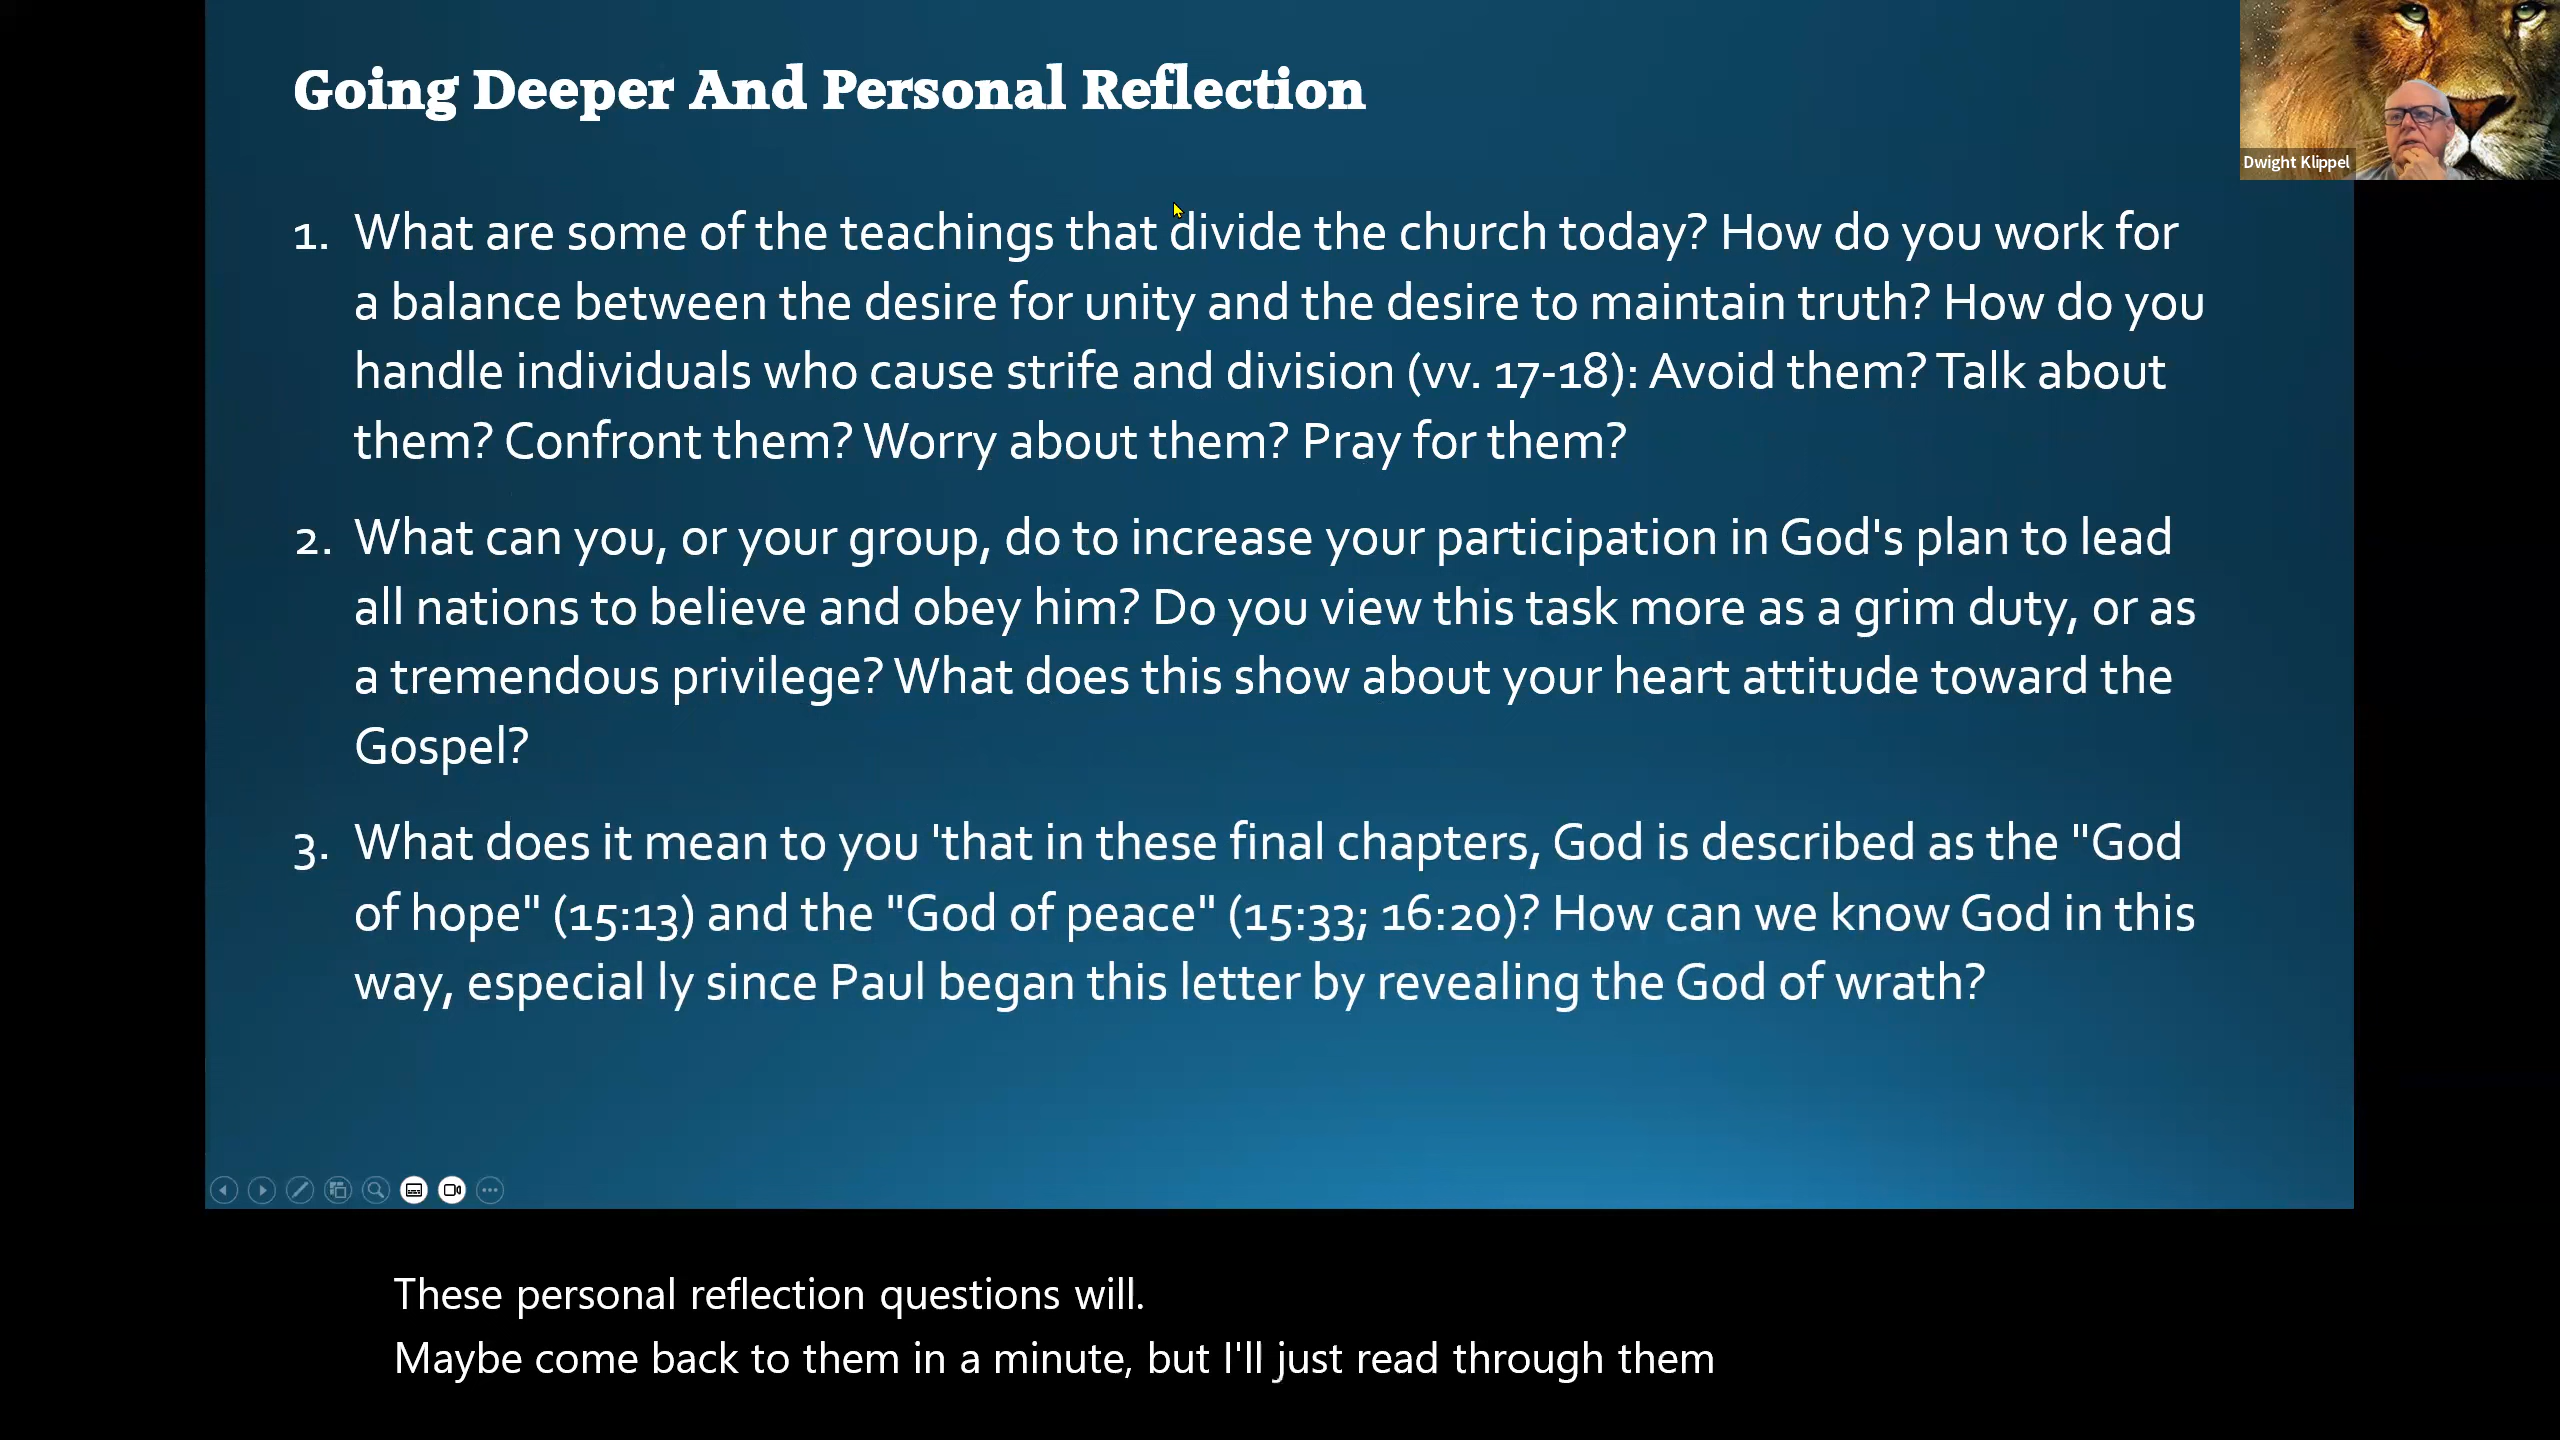 Going Deeper And Personal Reflection
Dwight Klippel
1. What are some of the teachings that divide the church today? How do you work for
a balance between the desire for unity and the desire to maintain truth? How do you
handle individuals who cause strife and division (vv. 17-18): Avoid them? Talk about
them? Confront them? Worry about them? Pray for them?
2. What can you, or your group, do to increase your participation in God's plan to lead
all nations to believe and obey him? Do you view this task more as a grim duty, or as
a tremendous privilege? What does this show about your heart attitude toward the
Gospel?
3. What does it mean to you 'that in these final chapters, God is described as the "God
of hope" (15:13) and the "God of peace" (15:33; 16:20)? How can we know God in this
way, especial ly since Paul began this letter by revealing the God of wrath?
These personal reflection questions will.
Maybe come back to them in a minute, but I'll just read through them